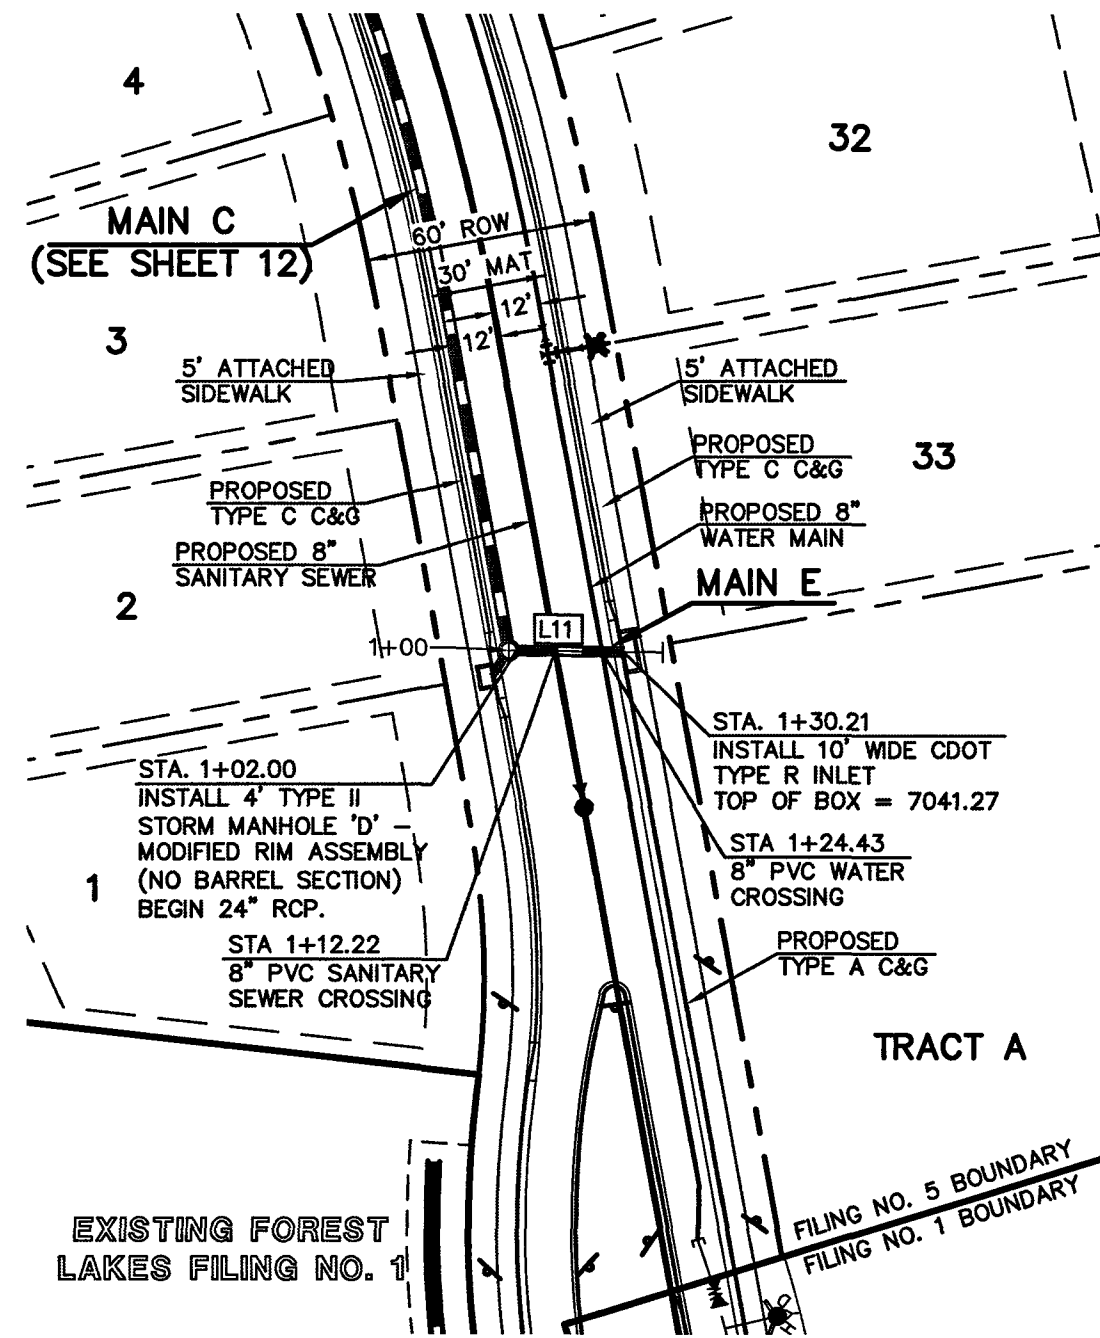 4
32
MAIN C
(SEE SHEET 12)
60' ROW
30' MAT
12'
12'
3
5' ATTACHED
SIDEWALK
5' ATTACHED
SIDEWALK
PROPOSED
TYPE C C&G
33
PROPOSED
TYPE C C&G
PROPOSED 8"
WATER MAIN
PROPOSED 8"
SANITARY SEWER
MAIN E
2
L11
1+00
STA. 1+30.21
INSTALL 10' WIDE CDOT
TYPE R INLET
TOP OF BOX = 7041.27
STA. 1+02.00
INSTALL 4' TYPE II
STORM MANHOLE 'D' -
MODIFIED RIM ASSEMBLY
(NO BARREL SECTION)
BEGIN 24" RCP.
STA 1+24.43
8" PVC WATER
CROSSING
1
STA 1+12.22
8" PVC SANITARY
SEWER CROSSING
PROPOSED
TYPE A C&G
TRACT A
FILING NO. 5 BOUNDARY
FILING NO. 1 BOUNDARY
EXISTING FOREST
LAKES FILING NO. 1